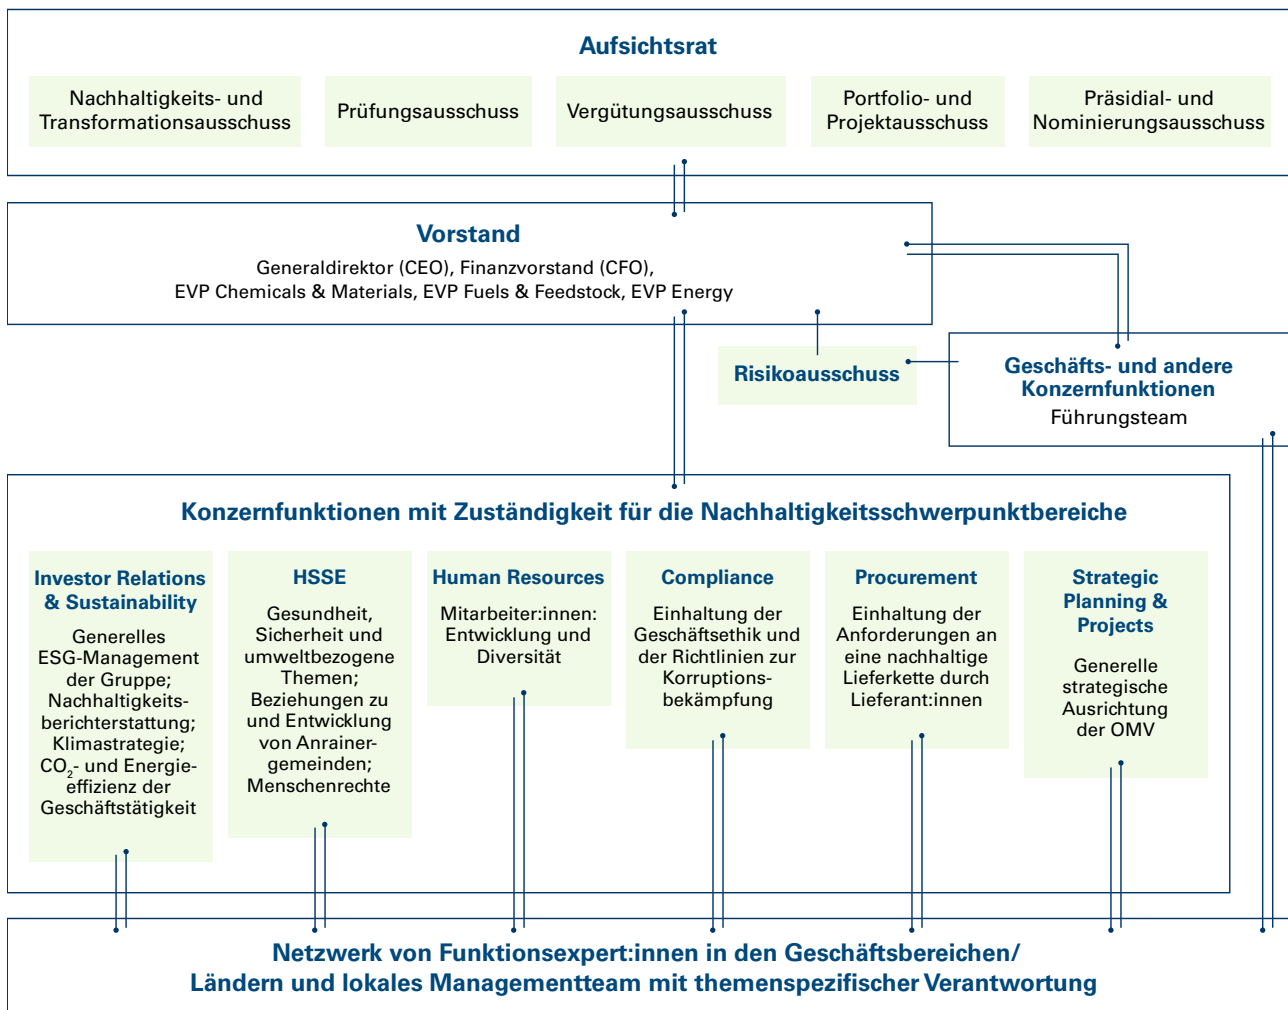 Aufsichtsrat
Nachhaltigkeits- und
Transformationsausschuss
Prüfungsausschuss
Vergütungsausschuss
Portfolio- und
Projektausschuss
Präsidial- und
Nominierungsausschuss
Vorstand
Generaldirektor (CEO), Finanzvorstand (CFO),
EVP Chemicals & Materials, EVP Fuels & Feedstock, EVP Energy
Risikoausschuss
Geschäfts- und andere
Konzernfunktionen
Führungsteam
Konzernfunktionen mit Zuständigkeit für die Nachhaltigkeitsschwerpunktbereiche
Investor Relations
& Sustainability
Generelles
ESG-Management
der Gruppe;
Nachhaltigkeits-
berichterstattung;
Klimastrategie;
CO₂- und Energie-
effizienz der
Geschäftstätigkeit
HSSE
Gesundheit,
Sicherheit und
umweltbezogene
Themen;
Beziehungen zu
und Entwicklung
von Anrainer-
gemeinden;
Menschenrechte
Human Resources
Mitarbeiter:innen:
Entwicklung und
Diversität
Compliance
Einhaltung der
Geschäftsethik und
der Richtlinien zur
Korruptions-
bekämpfung
Procurement
Einhaltung der
Anforderungen an
eine nachhaltige
Lieferkette durch
Lieferant:innen
Strategic
Planning &
Projects
Generelle
strategische
Ausrichtung
der OMV
Netzwerk von Funktionsexpert:innen in den Geschäftsbereichen/
Ländern und lokales Managementteam mit themenspezifischer Verantwortung